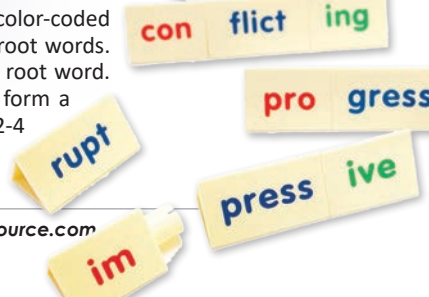 color-coded
root words.
root word.
form a
2-4
con flict ing
pro gress
rupt
press ive
im
ource.com